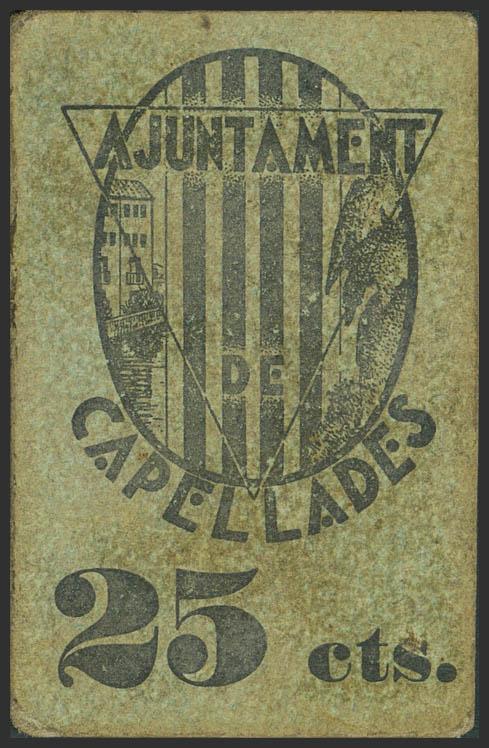 AJUNTAMENT
DE
CAPELLADES
25 cts.